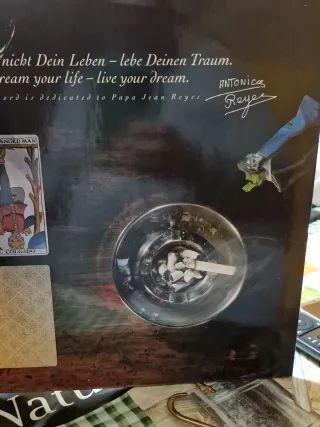 nicht Dein Leben – lebe Deinen Traum.
ream your life – live your dream.
ord is dedicated to Papa Jean Reyes
ANTONICA
Reyes
ANGED MAN
COLGADO
Natu